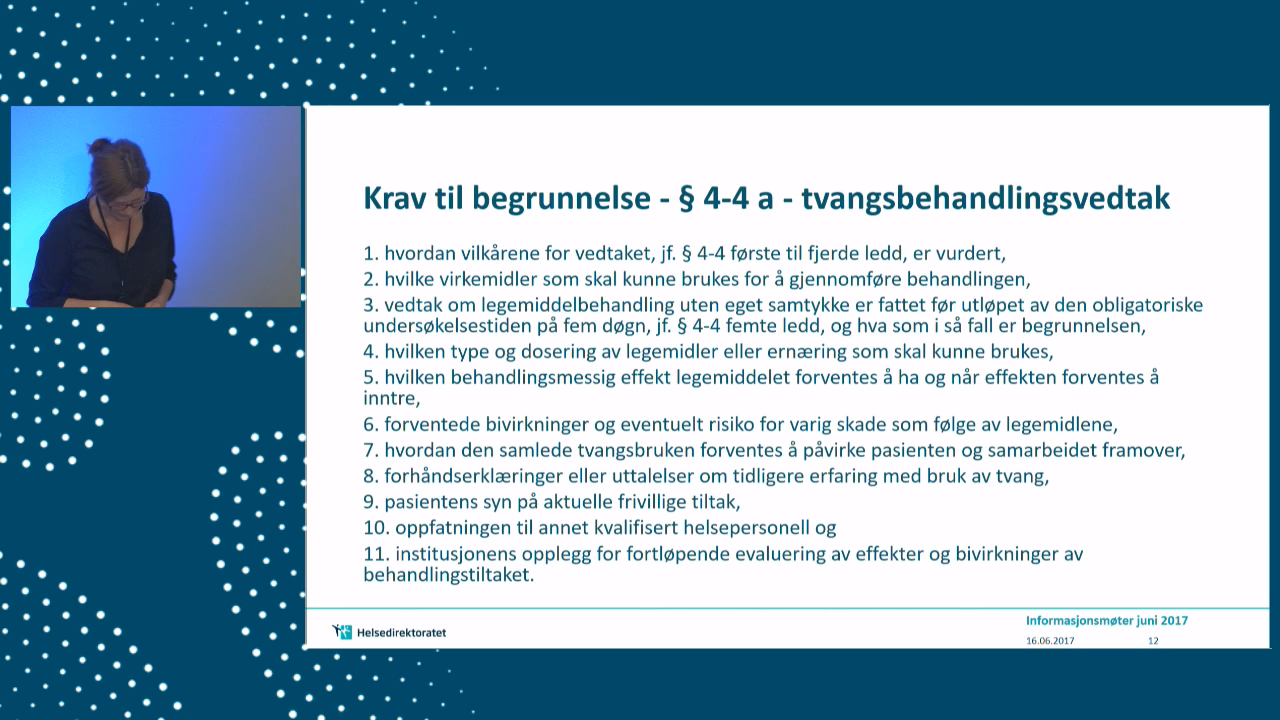 Krav til begrunnelse - § 4-4 a - tvangsbehandlingsvedtak
1. hvordan vilkårene for vedtaket, jf. § 4-4 første til fjerde ledd, er vurdert,
2. hvilke virkemidler som skal kunne brukes for å gjennomføre behandlingen,
3. vedtak om legemiddelbehandling uten eget samtykke er fattet før utløpet av den obligatoriske
undersøkelsestiden på fem døgn, jf. § 4-4 femte ledd, og hva som i så fall er begrunnelsen,
4. hvilken type og dosering av legemidler eller ernæring som skal kunne brukes,
5. hvilken behandlingsmessig effekt legemiddelet forventes å ha og når effekten forventes å
inntre,
6. forventede bivirkninger og eventuelt risiko for varig skade som følge av legemidlene,
7. hvordan den samlede tvangsbruken forventes å påvirke pasienten og samarbeidet framover,
8. forhåndserklæringer eller uttalelser om tidligere erfaring med bruk av tvang,
9. pasientens syn på aktuelle frivillige tiltak,
10. oppfatningen til annet kvalifisert helsepersonell og
11. institusjonens opplegg for fortløpende evaluering av effekter og bivirkninger av
behandlingstiltaket.
Helsedirektoratet
Informasjonsmøter juni 2017
16.06.2017 12